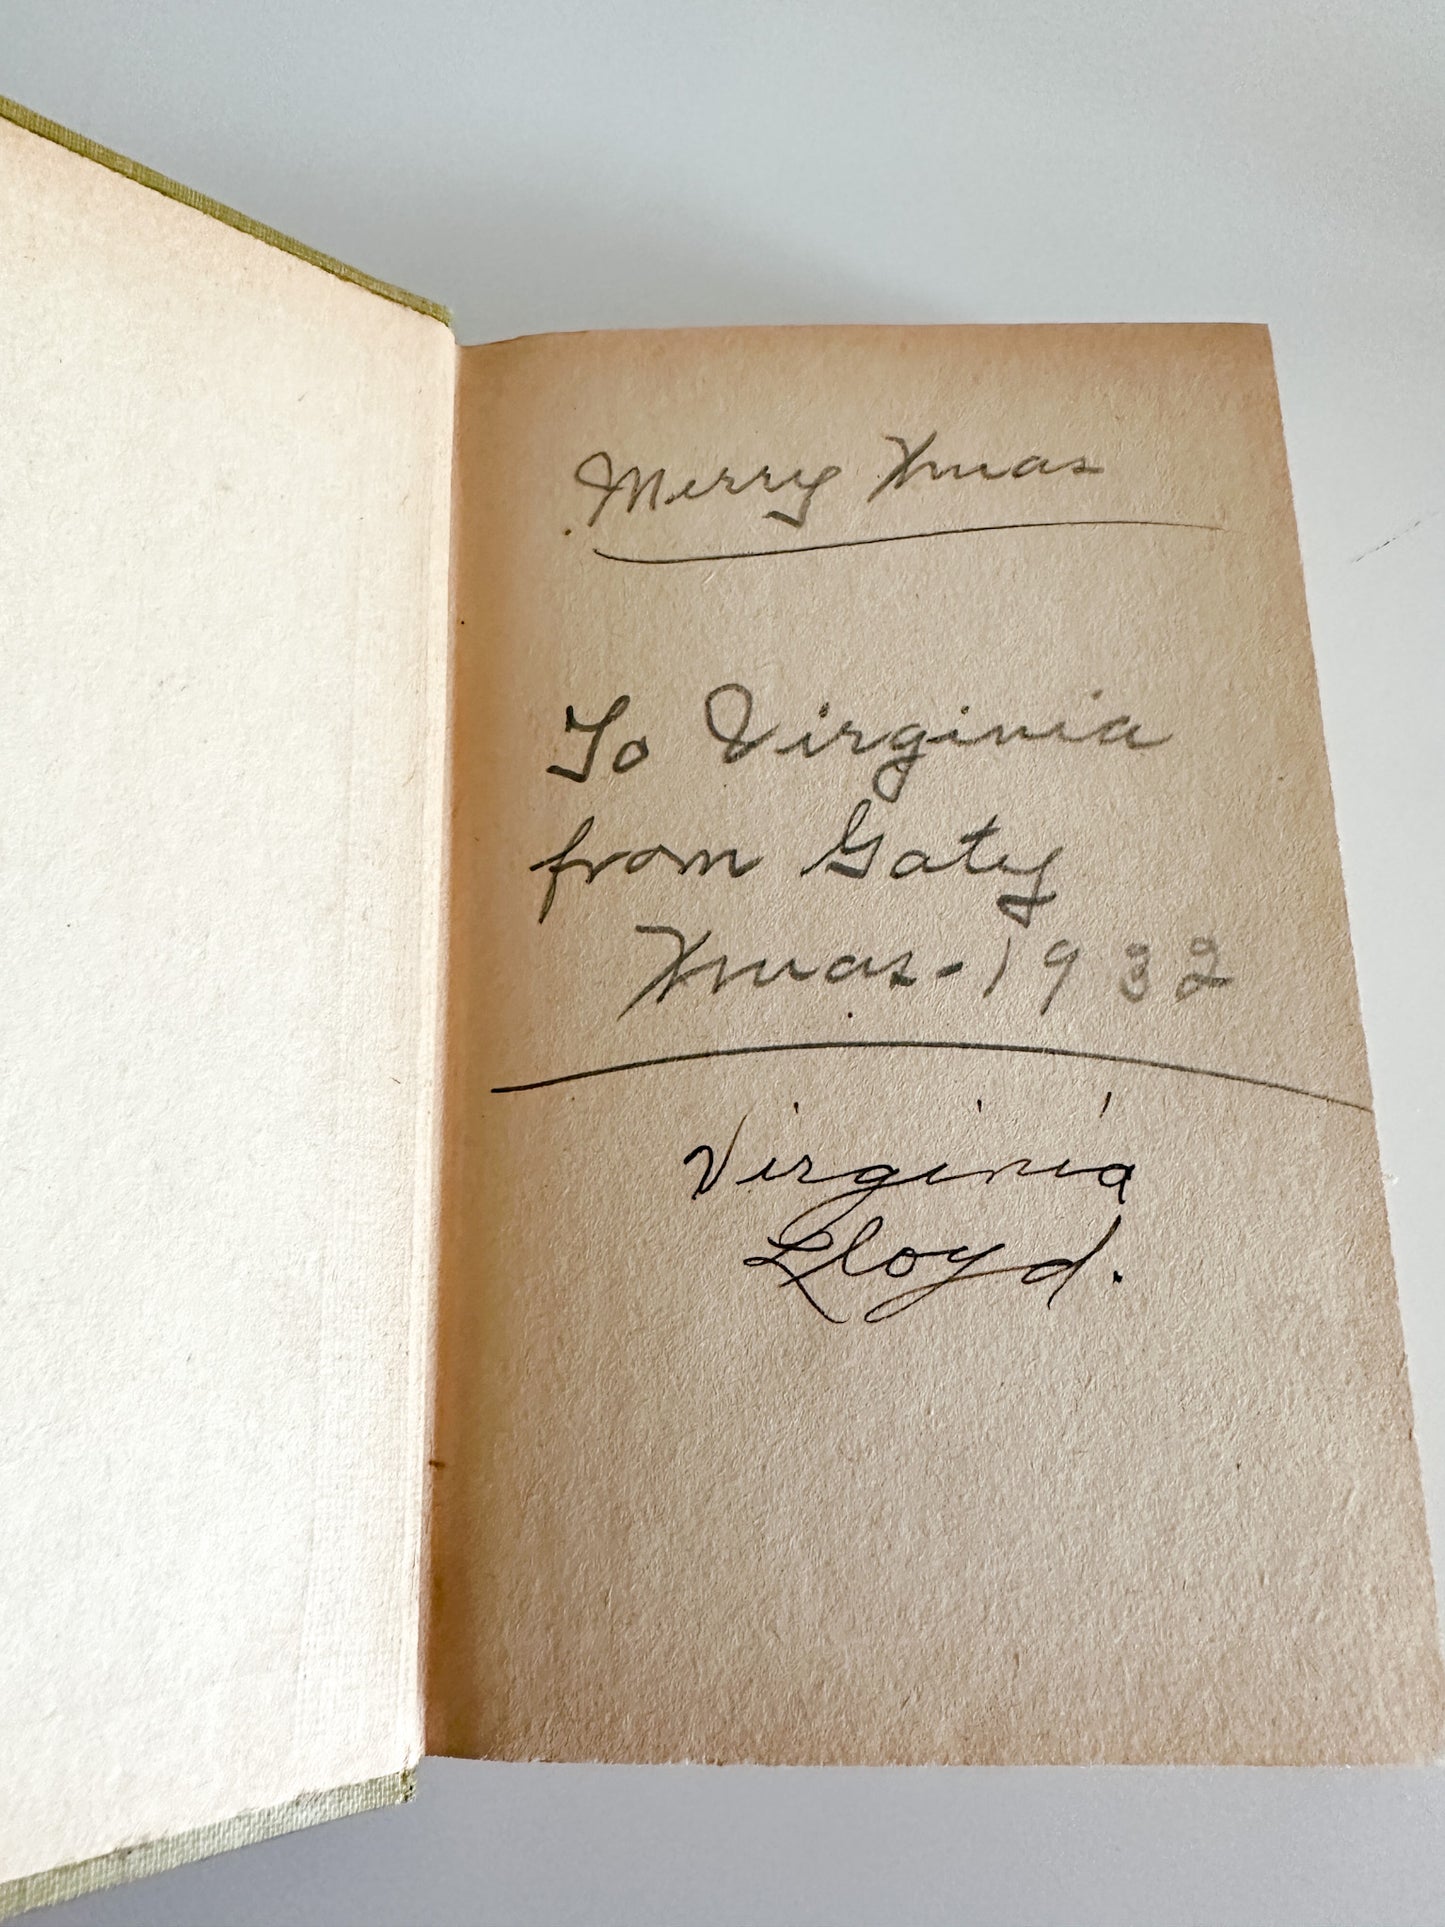 Merry Xmas
To Virginia
from Gaty
Xmas-1932
Virginia
Lloyd.